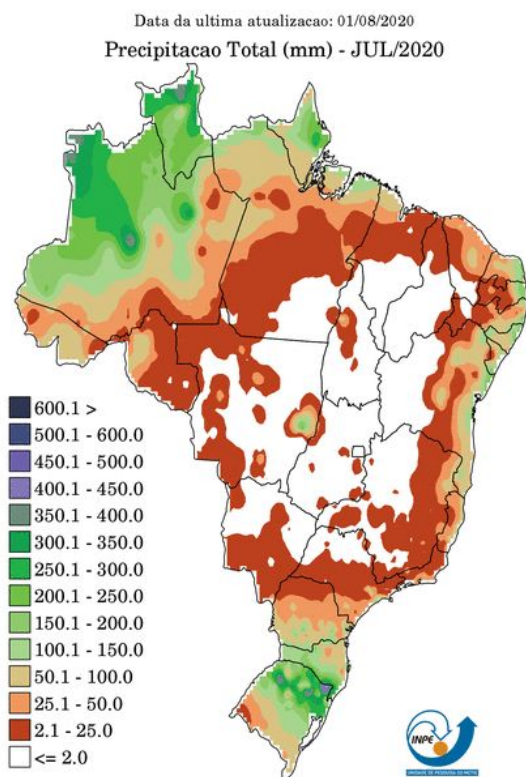 Data da ultima atualizacao: 01/08/2020
Precipitacao Total (mm) - JUL/2020
600.1 >
500.1 - 600.0
450.1 - 500.0
400.1 - 450.0
350.1 - 400.0
300.1 - 350.0
250.1 - 300.0
200.1 - 250.0
150.1 - 200.0
100.1 - 150.0
50.1 - 100.0
25.1 - 50.0
2.1 - 25.0
<= 2.0
INPE